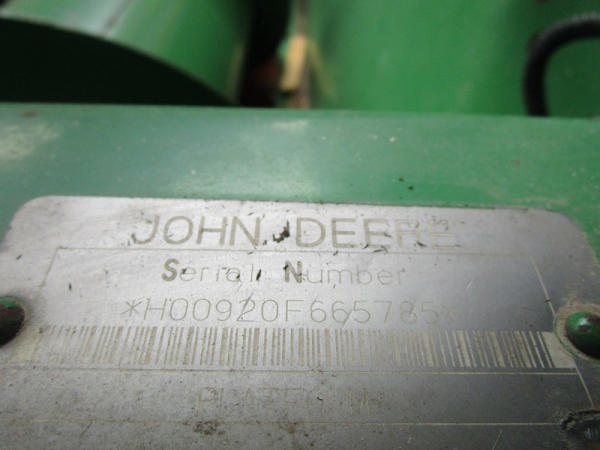 JOHN DEERE
Serial Number
*H00920F665785*